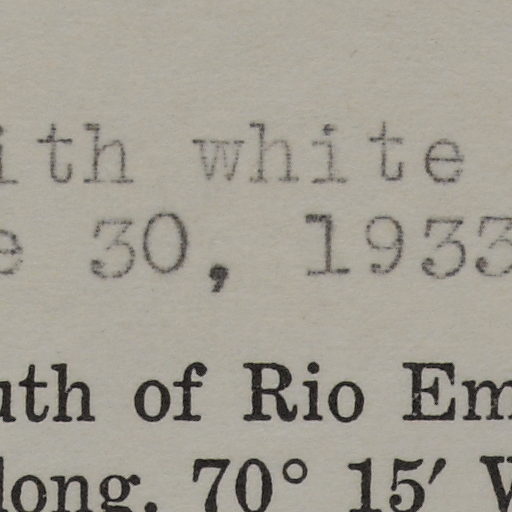 ith white
e 30, 1933
uth of Rio Em
long. 70° 15′ W